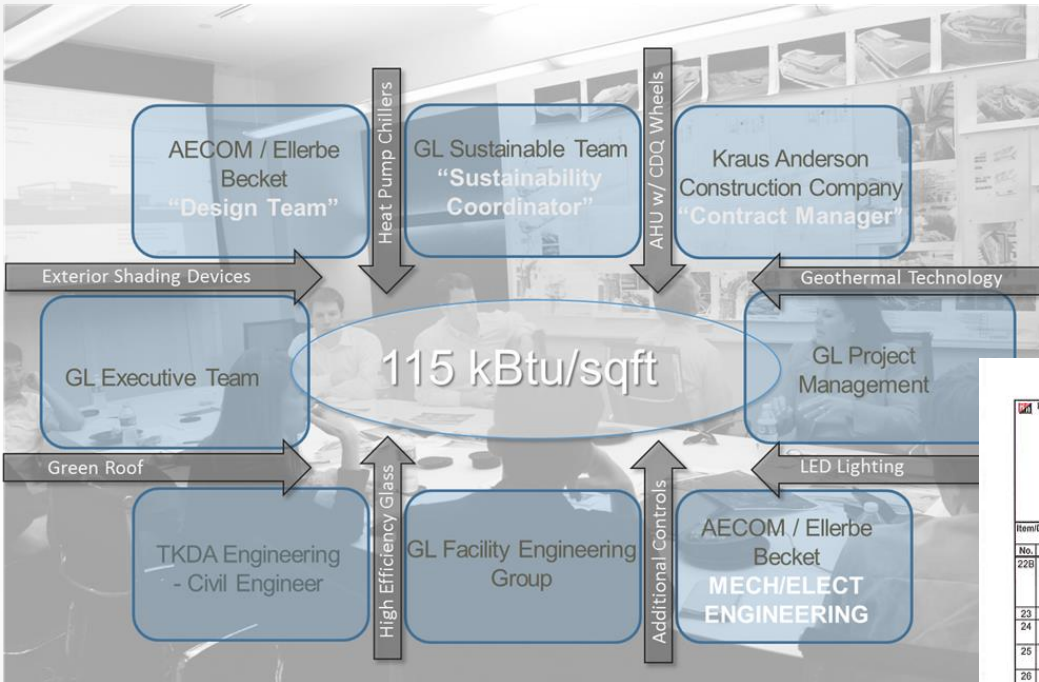 Heat Pump Chillers
AHU w/ CDQ Wheels
AECOM / Ellerbe
Becket
“Design Team”
GL Sustainable Team
“Sustainability
Coordinator”
Kraus Anderson
Construction Company
“Contract Manager”
Exterior Shading Devices
Geothermal Technology
GL Executive Team
115 kBtu/sqft
GL Project
Management
Green Roof
LED Lighting
TKDA Engineering
- Civil Engineer
High Efficiency Glass
GL Facility Engineering
Group
Additional Controls
AECOM / Ellerbe
Becket
MECH/ELECT
ENGINEERING
No.
22B
23
24
25
26